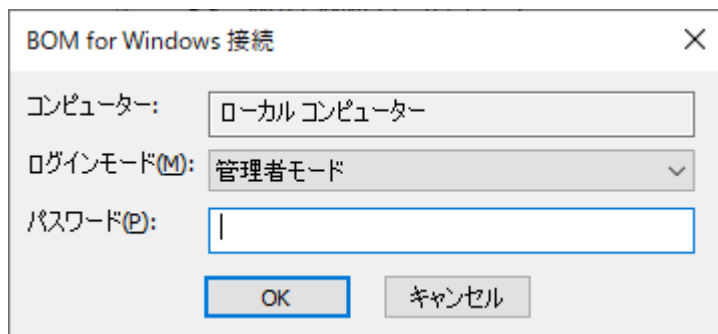 BOM for Windows 接続
コンピューター:
ローカル コンピューター
ログインモード(M):
管理者モード
パスワード(P):
OK
キャンセル